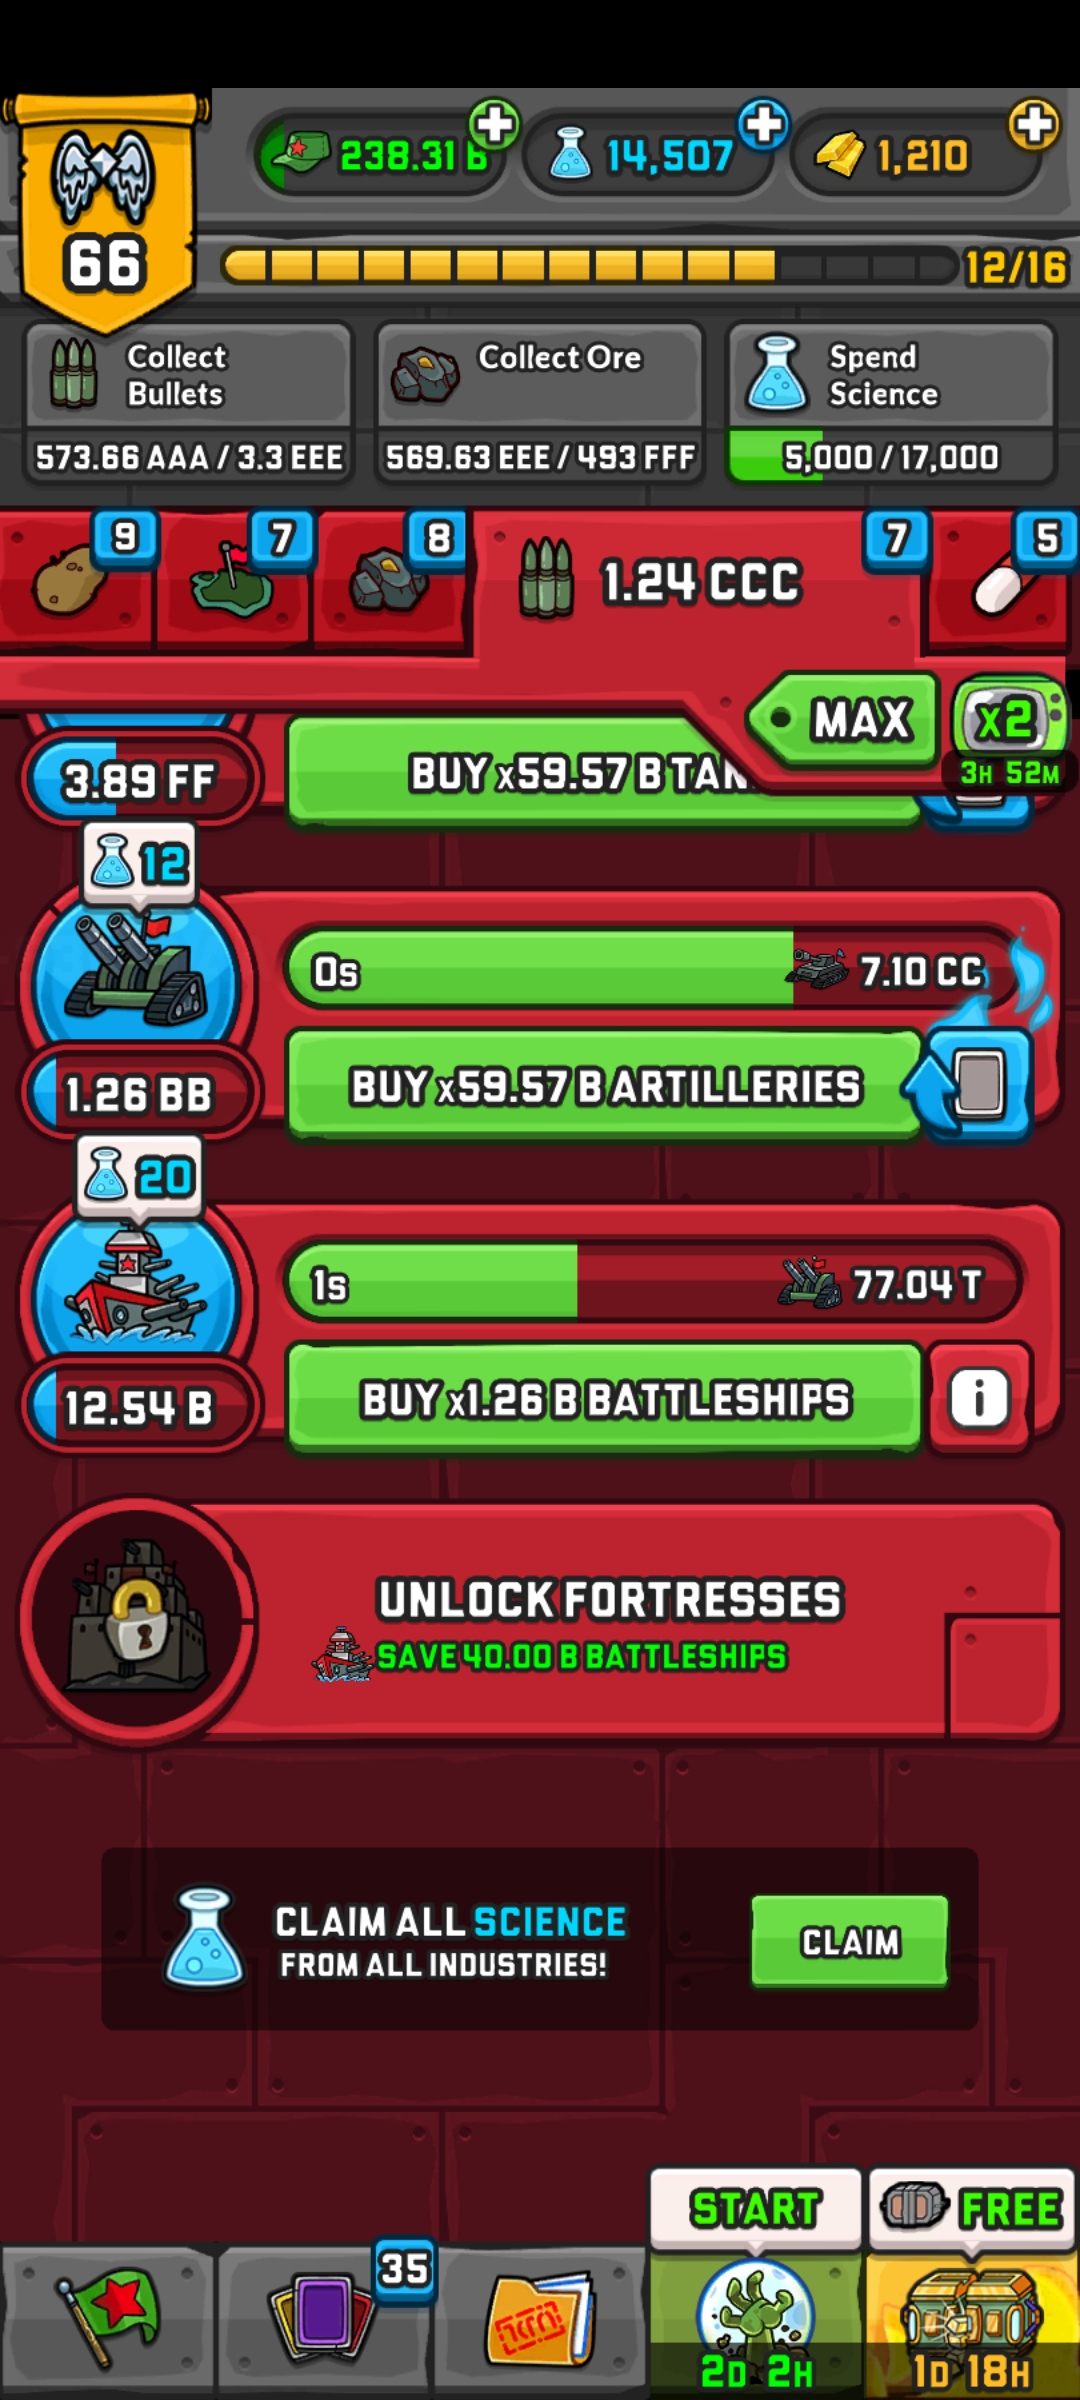 238.31 B
14,507
1,210
66
12/16
Collect
Bullets
573.66 AAA / 3.3 EEE
Collect Ore
569.63 EEE / 493 FFF
Spend
Science
5,000 / 17,000
9
7
8
1.24 CCC
7
5
MAX
x2
3H 52M
3.89 FF
BUY x59.57 B TAN
12
0s
7.10 CC
1.26 BB
BUY x59.57 B ARTILLERIES
20
1s
77.04 T
12.54 B
BUY x1.26 B BATTLESHIPS
i
UNLOCK FORTRESSES
SAVE 40.00 B BATTLESHIPS
CLAIM ALL SCIENCE
FROM ALL INDUSTRIES!
CLAIM
START
FREE
35
2D 2H
1D 18H